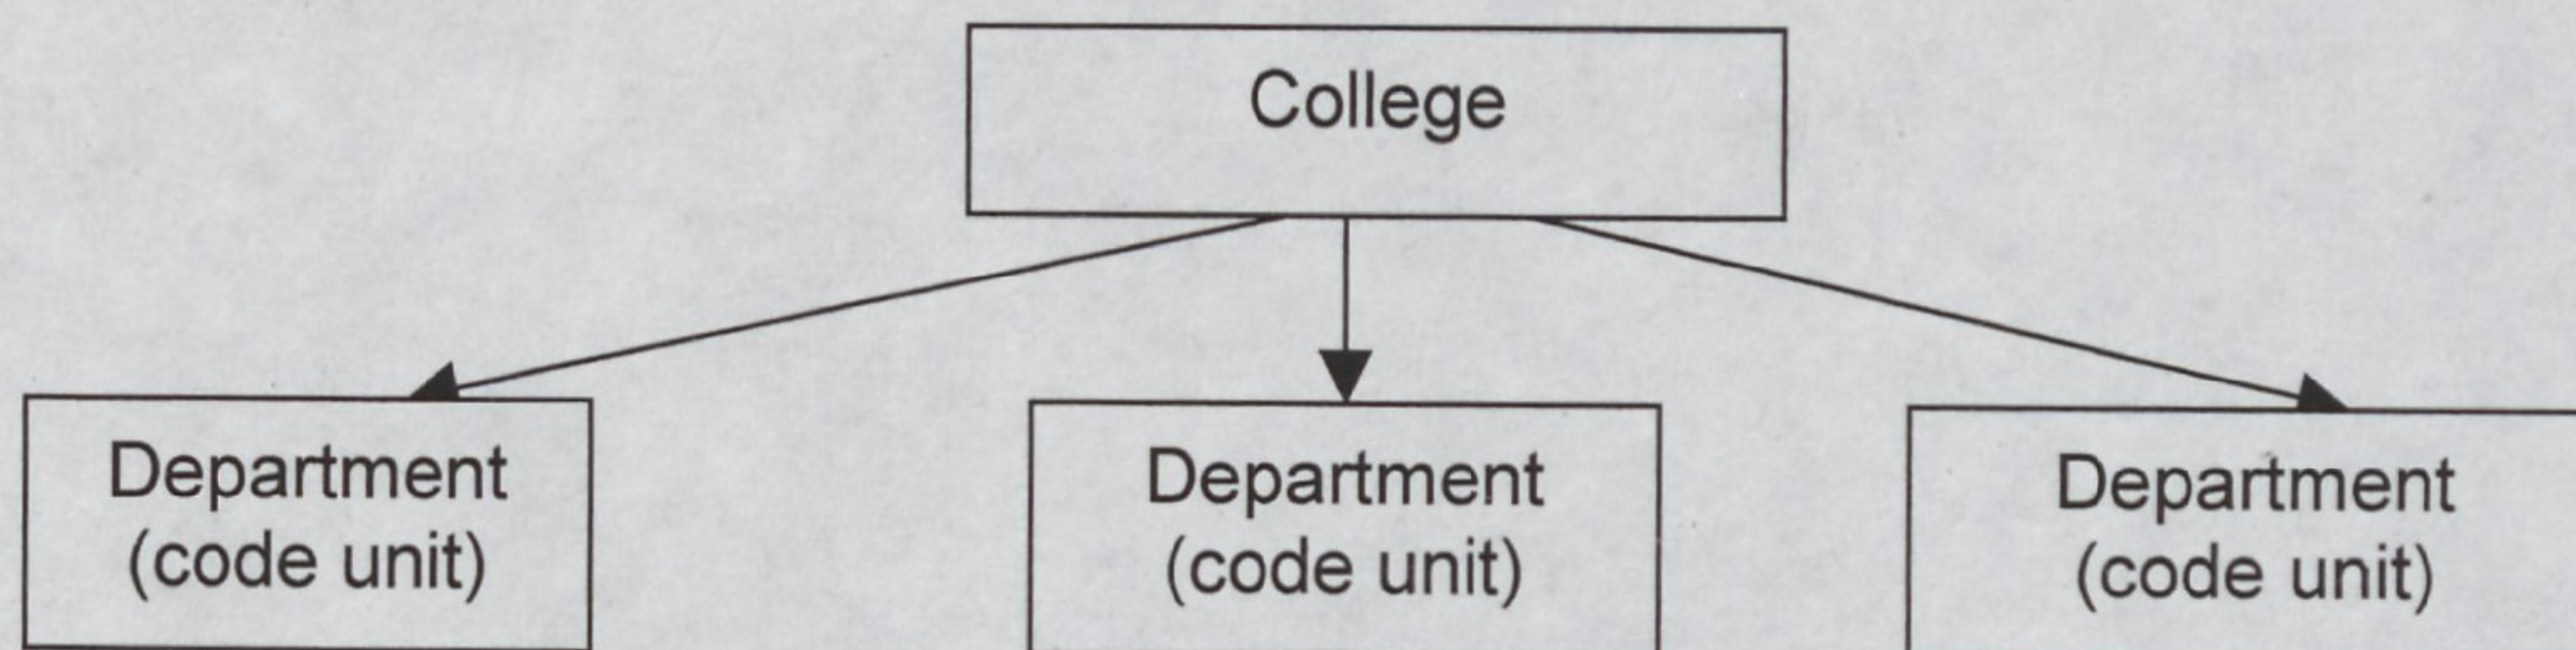 College
Department
(code unit)
Department
(code unit)
Department
(code unit)